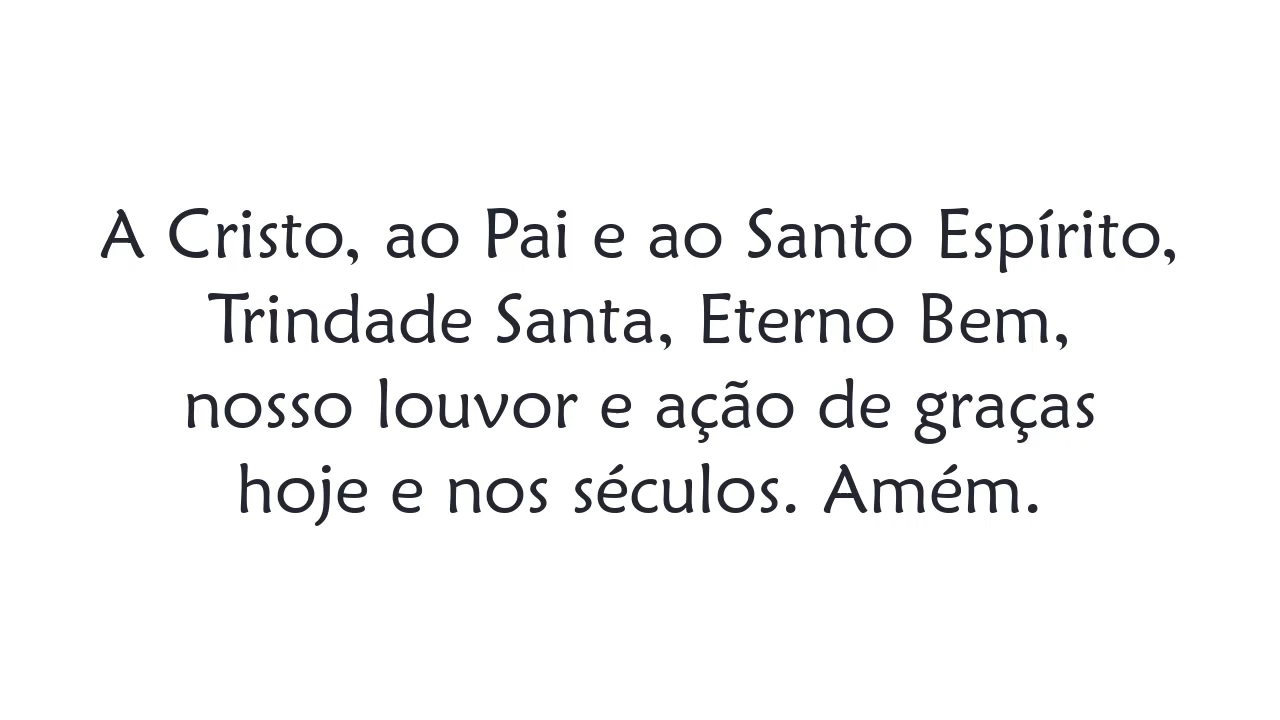 A Cristo, ao Pai e ao Santo Espírito,
Trindade Santa, Eterno Bem,
nosso louvor e ação de graças
hoje e nos séculos. Amém.